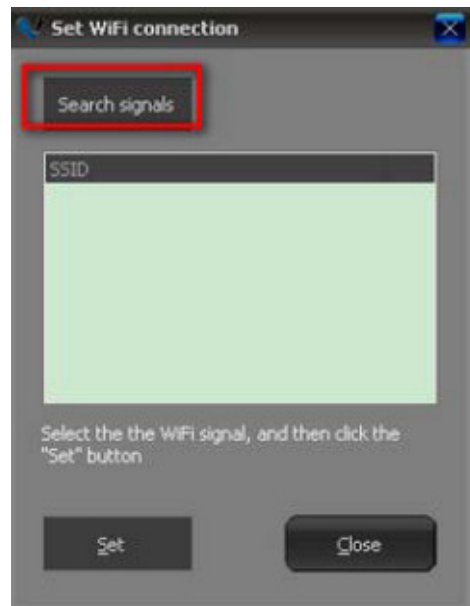 Set WiFi connection
Search signals
SSID
Select the the WiFi signal, and then click the
"Set" button
Set
Close